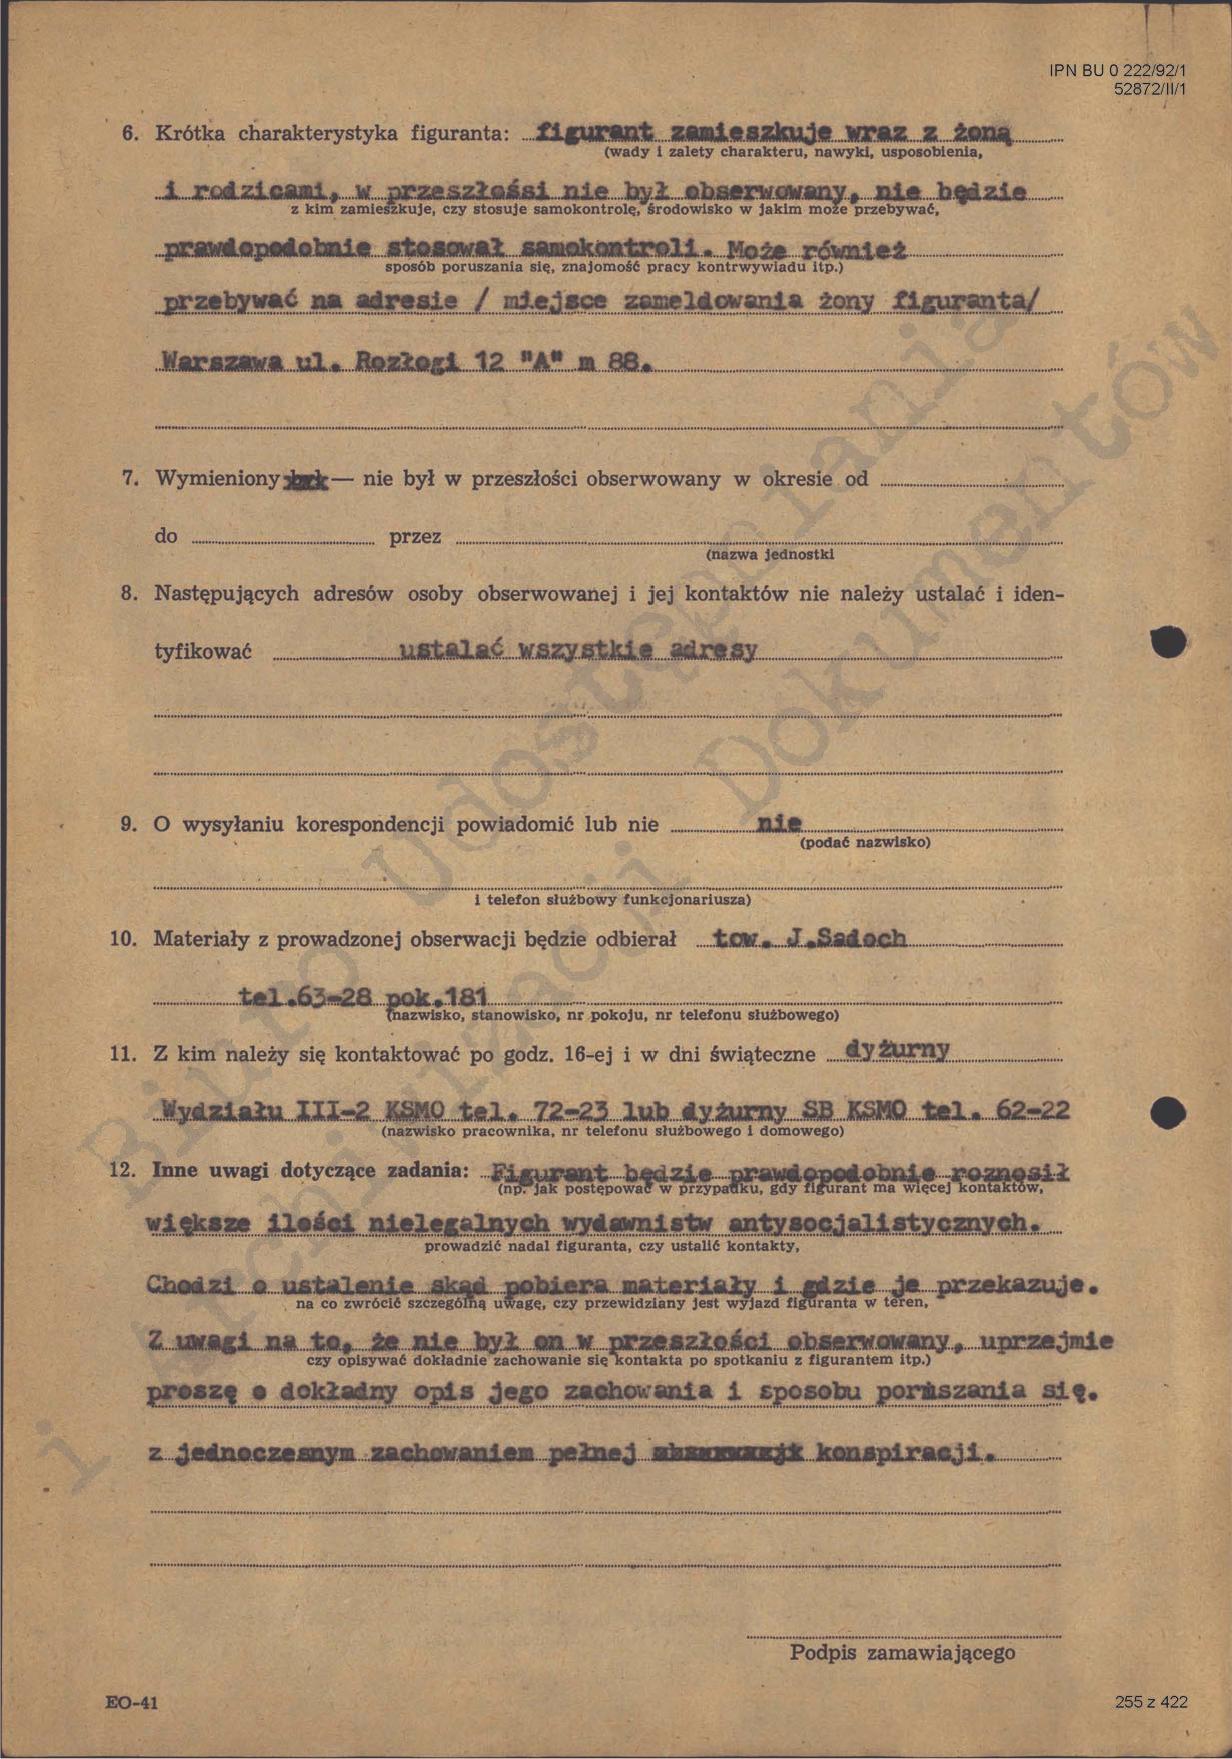 IPN BU 0 222/92/1
52872/II/1
6. Krótka charakterystyka figuranta: figurant zamieszkuje wraz z żoną
(wady i zalety charakteru, nawyki, usposobienia,
i rodzicami, w przeszłośsi nie był obserwowany, nie będzie
z kim zamieszkuje, czy stosuje samokontrolę, środowisko w jakim może przebywać,
prawdopodobnie stosował samokontroli. Może również
sposób poruszania się, znajomość pracy kontrwywiadu itp.)
przebywać na adresie / miejsce zameldowania żony figuranta/
Warszawa ul. Rozłogi 12 "A" m 88.
7. Wymieniony — nie był w przeszłości obserwowany w okresie od
do przez
(nazwa jednostki
8. Następujących adresów osoby obserwowanej i jej kontaktów nie należy ustalać i iden-
tyfikować ustalać wszystkie adresy
9. O wysyłaniu korespondencji powiadomić lub nie nie
(podać nazwisko)
i telefon służbowy funkcjonariusza)
10. Materiały z prowadzonej obserwacji będzie odbierał tow. J.Sadoch
tel.63-28 pok.181
(nazwisko, stanowisko, nr pokoju, nr telefonu służbowego)
11. Z kim należy się kontaktować po godz. 16-ej i w dni świąteczne dyżurny
Wydziału III-2 KSMO tel. 72-23 lub dyżurny SB KSMO tel. 62-22
(nazwisko pracownika, nr telefonu służbowego i domowego)
12. Inne uwagi dotyczące zadania: Figurant będzie prawdopodobnie roznosił
(np. jak postępować w przypadku, gdy figurant ma więcej kontaktów,
większe ilości nielegalnych wydawnistw antysocjalistycznych.
prowadzić nadal figuranta, czy ustalić kontakty,
Chodzi o ustalenie skąd pobiera materiały i gdzie je przekazuje.
na co zwrócić szczególną uwagę, czy przewidziany jest wyjazd figuranta w teren,
Z uwagi na to, że nie był on w przeszłości obserwowany, uprzejmie
czy opisywać dokładnie zachowanie się kontakta po spotkaniu z figurantem itp.)
proszę o dokładny opis jego zachowania i sposobu poruszania się.
z jednoczesnym zachowaniem pełnej konspiracji.
Podpis zamawiającego
EO-41
255 z 422
Biuro Udostępniania
i Archiwizacji Dokumentów